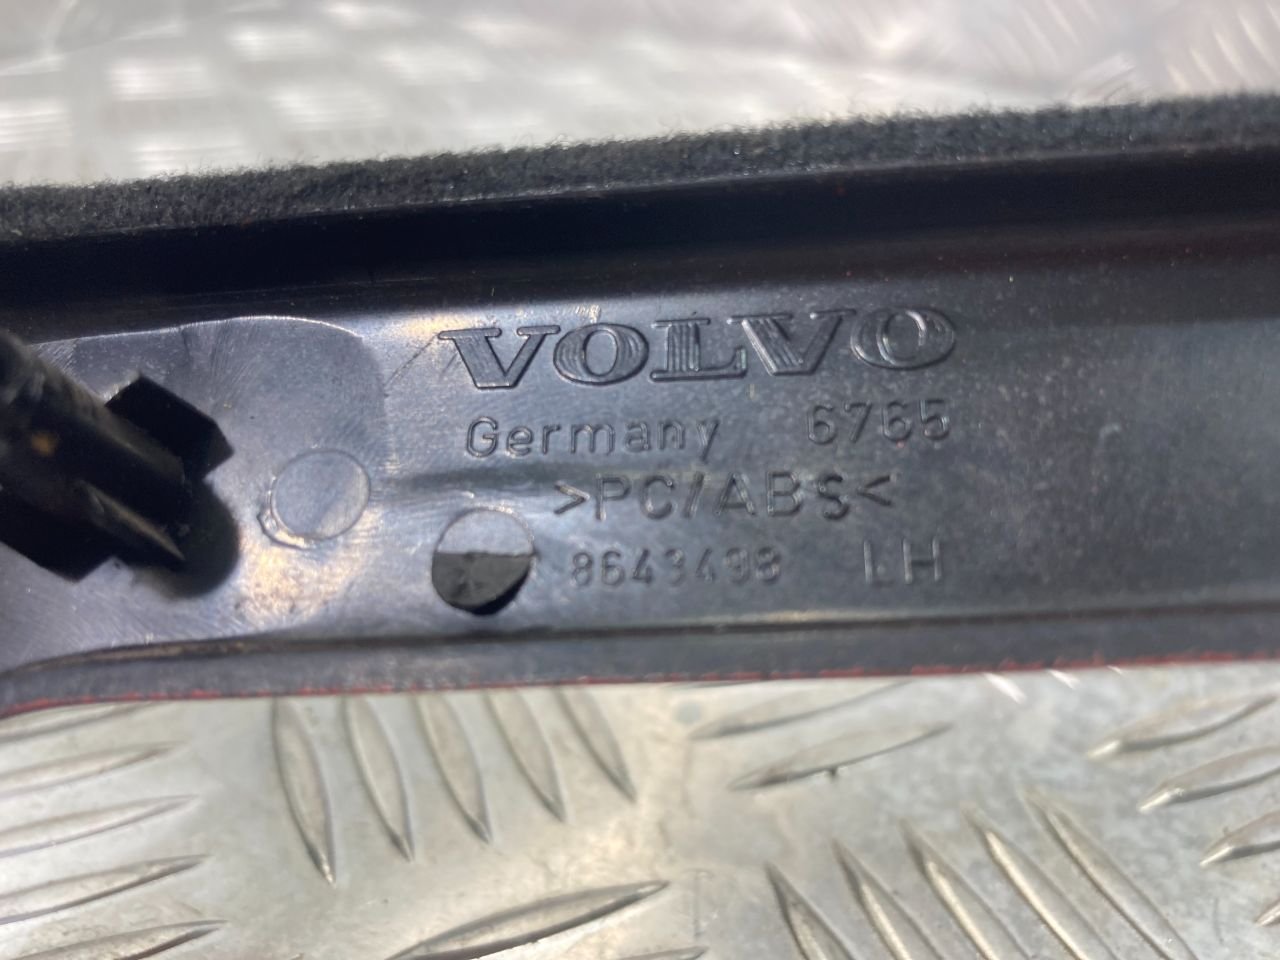 VOLVO
Germany 6765
>PC/ABS<
8643498 LH